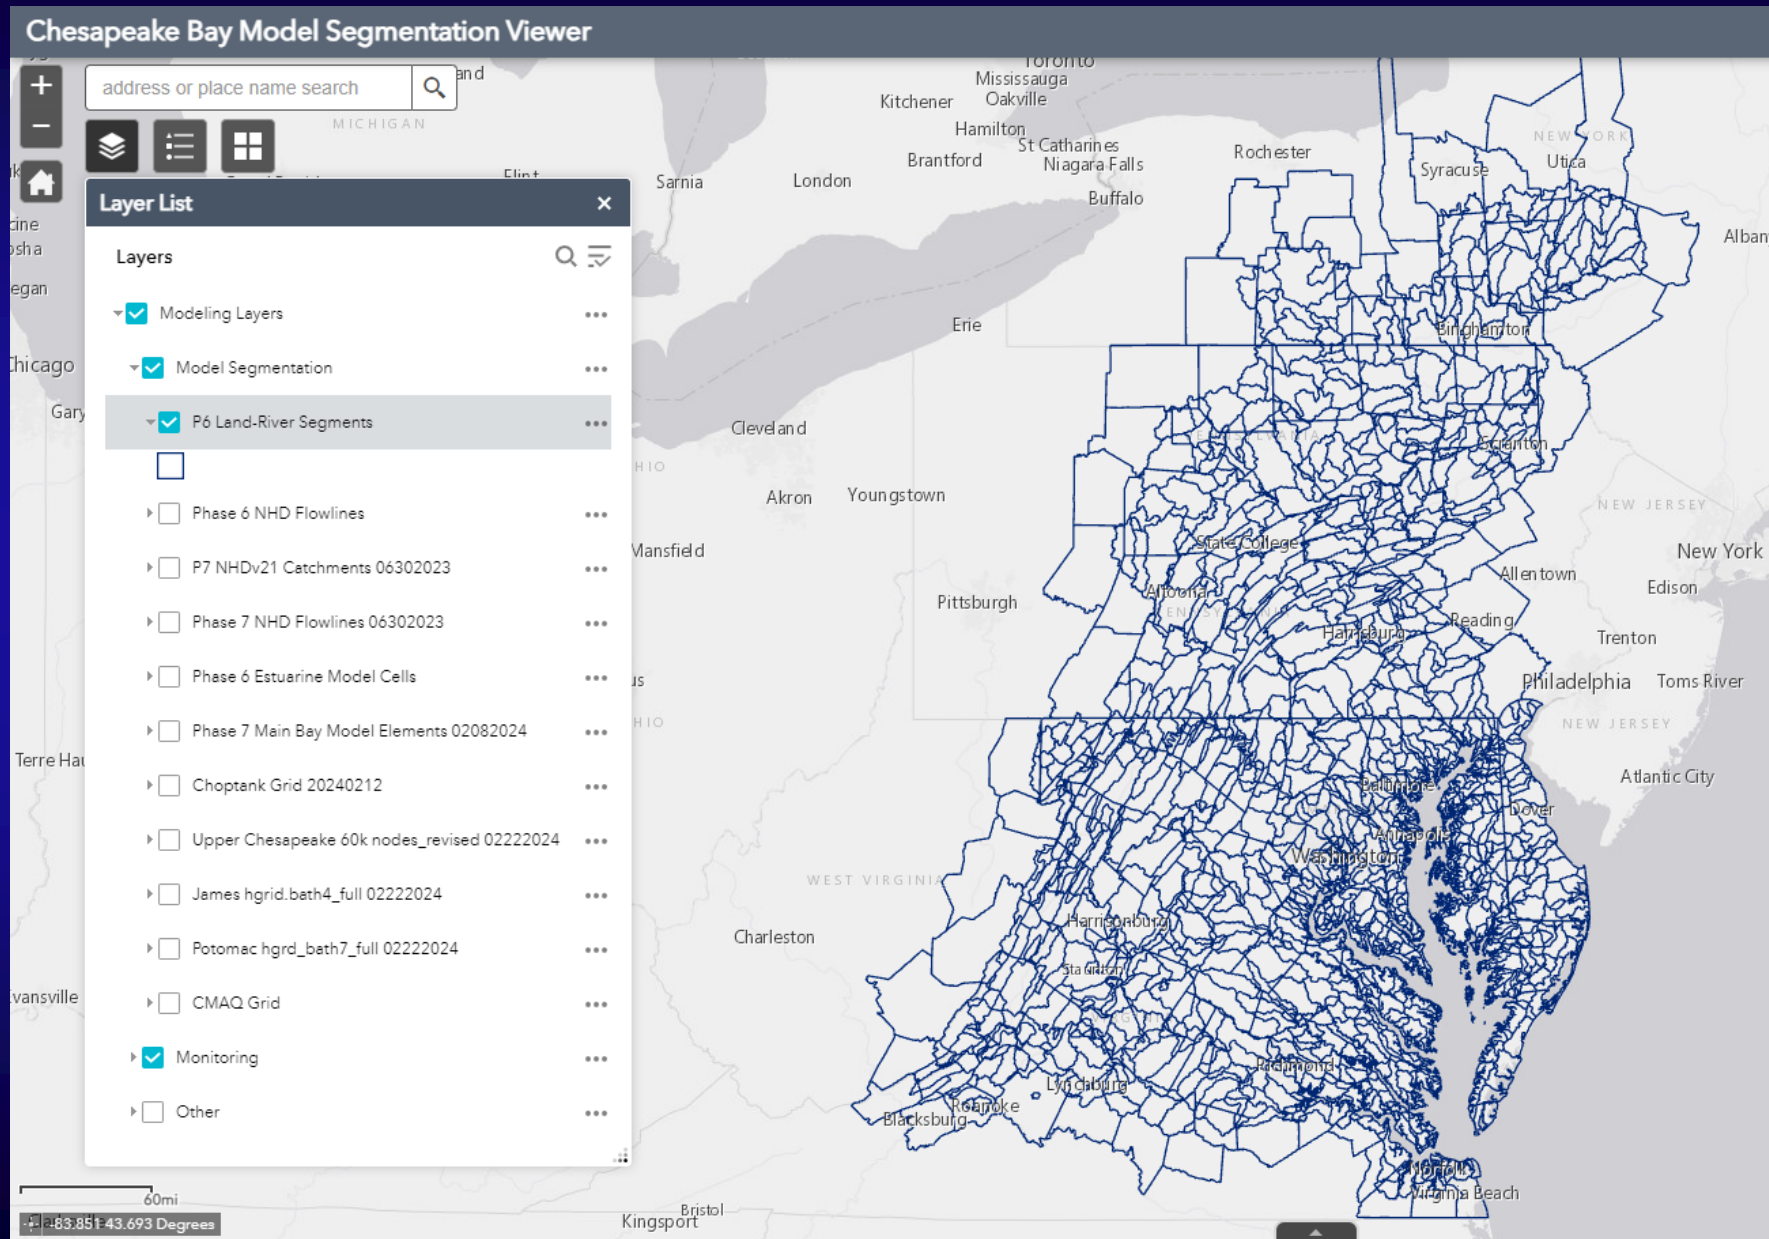 Chesapeake Bay Model Segmentation Viewer
+
address or place name search
−
Layer List
×
Layers
Modeling Layers
Model Segmentation
P6 Land-River Segments
Phase 6 NHD Flowlines
P7 NHDv21 Catchments 06302023
Phase 7 NHD Flowlines 06302023
Phase 6 Estuarine Model Cells
Phase 7 Main Bay Model Elements 02082024
Choptank Grid 20240212
Upper Chesapeake 60k nodes_revised 02222024
James hgrid.bath4_full 02222024
Potomac hgrd_bath7_full 02222024
CMAQ Grid
Monitoring
Other
60mi
-83.851 43.693 Degrees
Toronto
Mississauga
Kitchener
Oakville
MICHIGAN
Hamilton
St Catharines
NEW YORK
Brantford
Niagara Falls
Rochester
Syracuse
Utica
Flint
Sarnia
London
Buffalo
Erie
Binghamton
Chicago
Gary
Cleveland
PENNSYLVANIA
Scranton
Akron
Youngstown
NEW JERSEY
Mansfield
State College
New York
Allentown
Edison
Altoona
Pittsburgh
PENNSYLVANIA
Harrisburg
Reading
Trenton
Philadelphia
Toms River
NEW JERSEY
Terre Hau
Baltimore
Atlantic City
Dover
Annapolis
Washington
WEST VIRGINIA
Harrisonburg
Charleston
Staunton
VIRGINIA
Richmond
Lynchburg
Roanoke
Blacksburg
Norfolk
Virginia Beach
Bristol
Kingsport